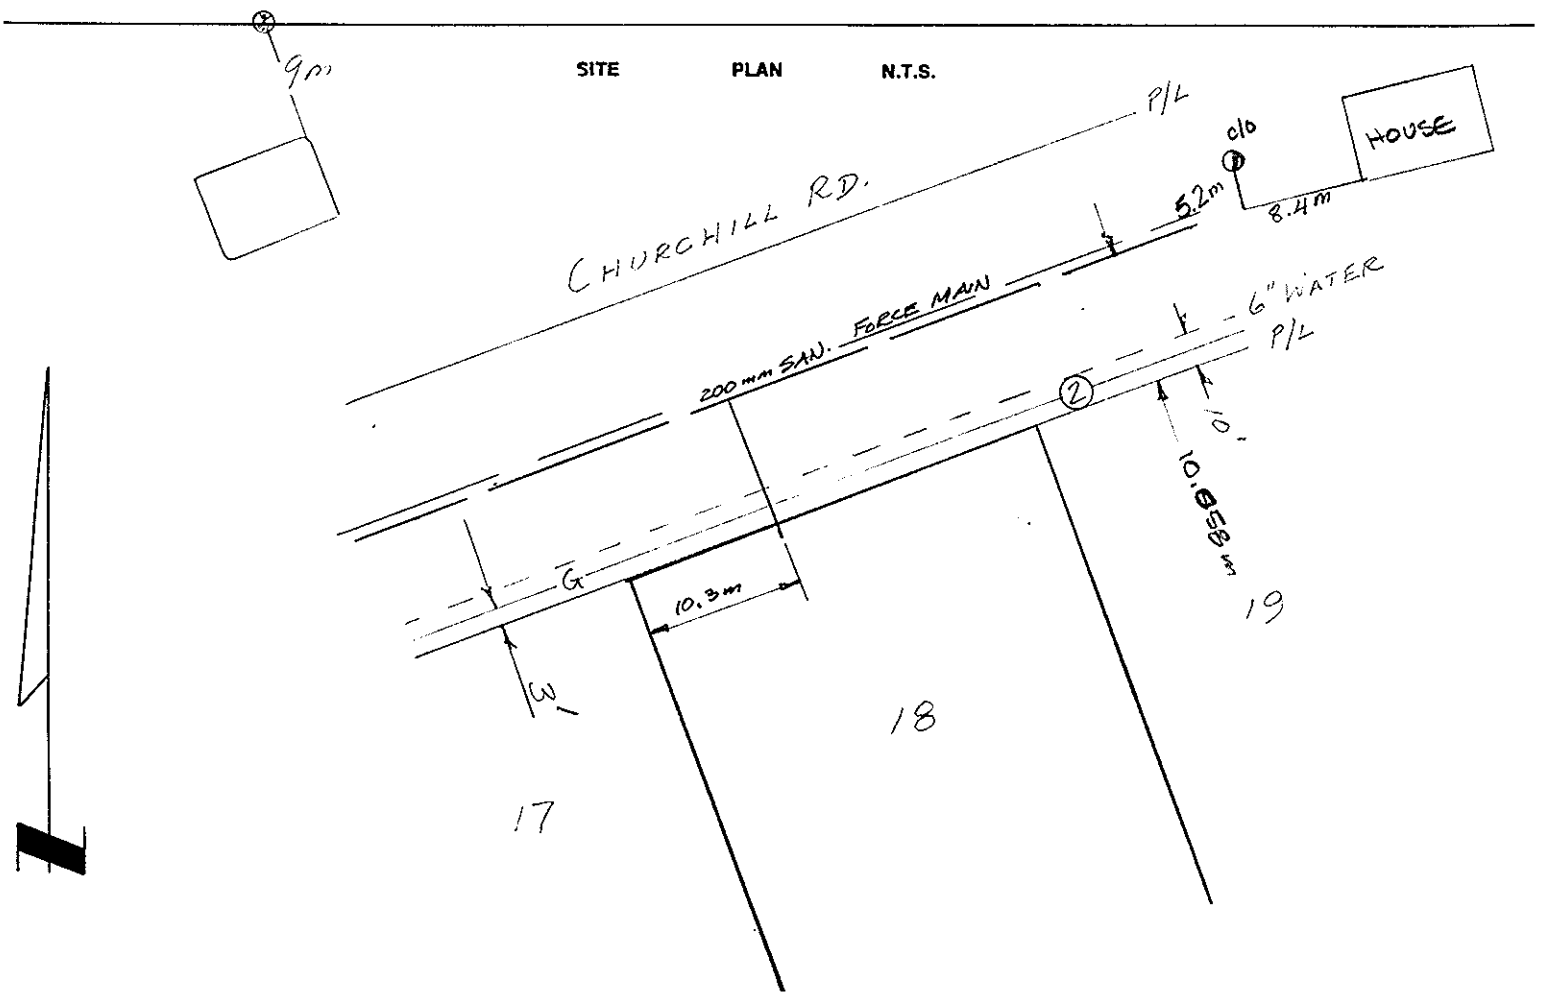 9m
SITE PLAN N.T.S.
P/L
c/o
HOUSE
CHURCHILL RD.
5.2m
8.4m
FORCE MAIN
6" WATER
P/L
200mm SAN.
2
10'
G
10.3m
3'
19
18
17
N